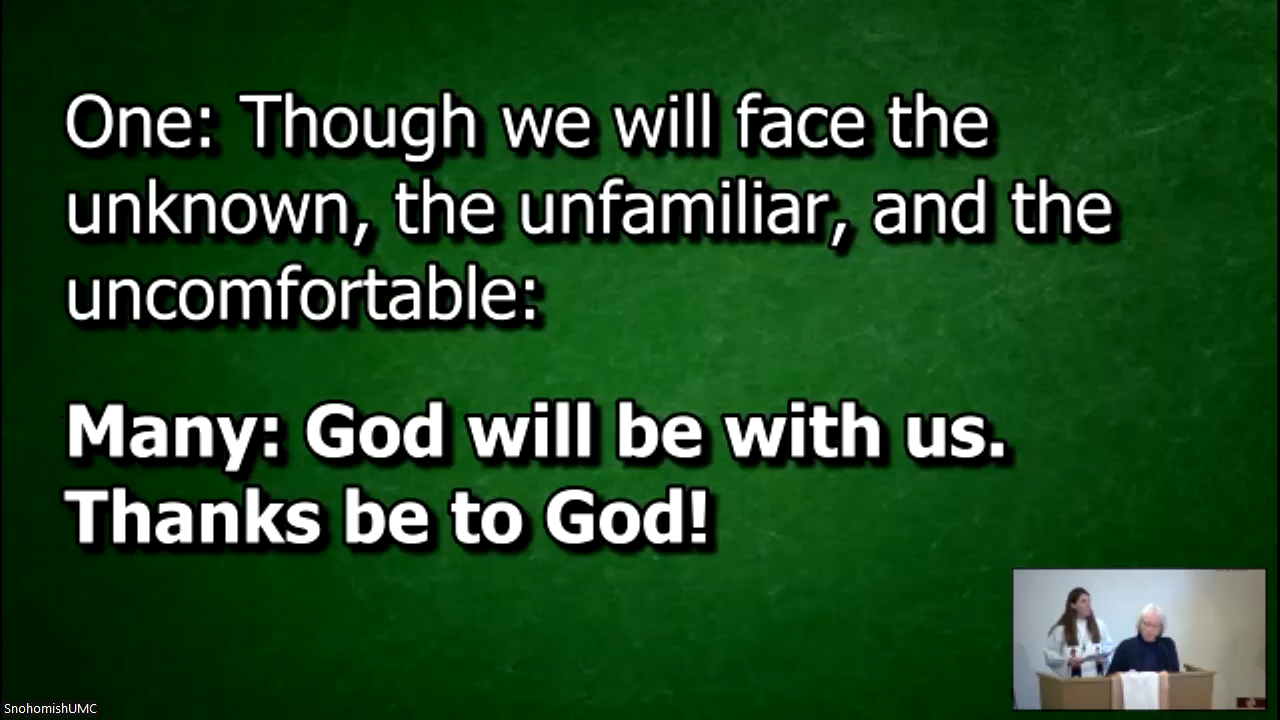 One: Though we will face the
unknown, the unfamiliar, and the
uncomfortable:
Many: God will be with us.
Thanks be to God!
SnohomishUMC